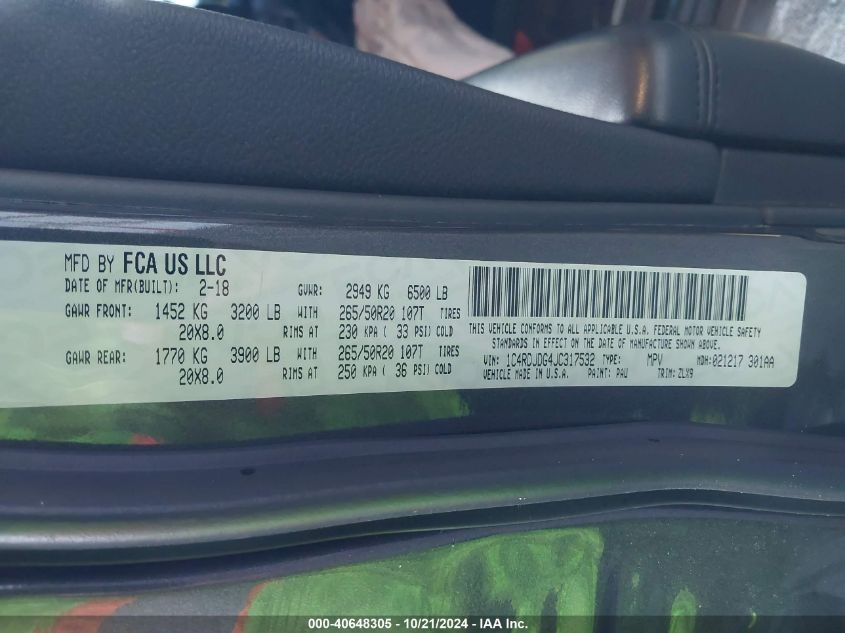 MFD BY FCA US LLC
DATE OF MFR(BUILT): 2-18 GVWR: 2949 KG 6500 LB
GAWR FRONT: 1452 KG 3200 LB WITH 265/50R20 107T TIRES
20X8.0 RIMS AT 230 KPA ( 33 PSI) COLD
GAWR REAR: 1770 KG 3900 LB WITH 265/50R20 107T TIRES
20X8.0 RIMS AT 250 KPA ( 36 PSI) COLD
THIS VEHICLE CONFORMS TO ALL APPLICABLE U.S.A. FEDERAL MOTOR VEHICLE SAFETY
STANDARDS IN EFFECT ON THE DATE OF MANUFACTURE SHOWN ABOVE.
VIN: 1C4RDJDG4JC317532 TYPE: MPV MDH: 021217 301AA
VEHICLE MADE IN U.S.A. PAINT: PAU TRIM: ZLX9
000-40648305 - 10/21/2024 - IAA Inc.